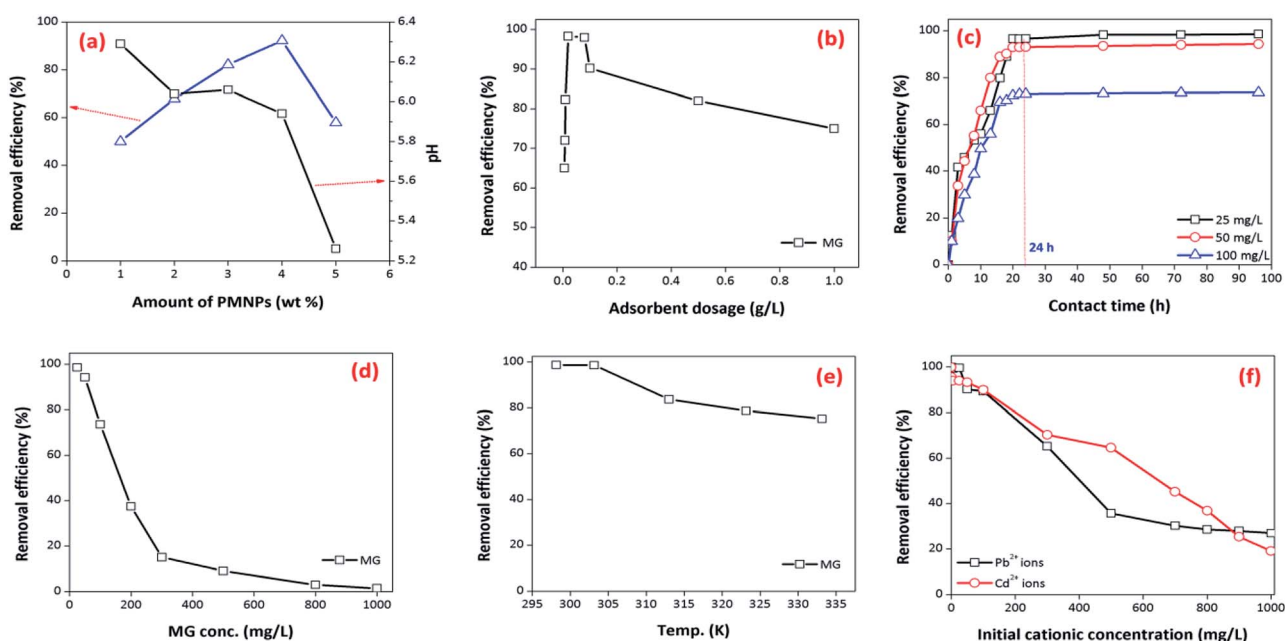 (a)
Removal efficiency (%)
100
80
60
40
20
0
6.4
6.2
6.0
5.8
5.6
5.4
5.2
pH
0 1 2 3 4 5 6
Amount of PMNPs (wt %)
(b)
Removal efficiency (%)
100
90
80
70
60
50
40
MG
0.0 0.2 0.4 0.6 0.8 1.0
Adsorbent dosage (g/L)
(c)
Removal efficiency (%)
100
80
60
40
20
0
25 mg/L
50 mg/L
100 mg/L
24 h
0 10 20 30 40 50 60 70 80 90 100
Contact time (h)
(d)
Removal efficiency (%)
100
80
60
40
20
0
MG
0 200 400 600 800 1000
MG conc. (mg/L)
(e)
Removal efficiency (%)
100
80
60
40
20
0
MG
295 300 305 310 315 320 325 330 335
Temp. (K)
(f)
Removal efficiency (%)
100
80
60
40
20
0
Pb²⁺ ions
Cd²⁺ ions
0 200 400 600 800 1000
Initial cationic concentration (mg/L)